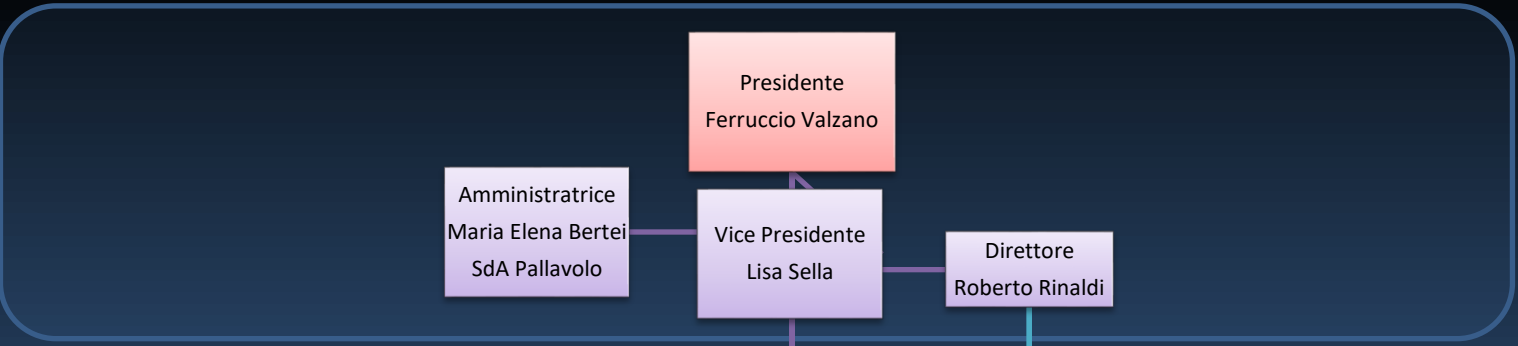 Presidente
Ferruccio Valzano
Amministratrice
Maria Elena Bertei
SdA Pallavolo
Vice Presidente
Lisa Sella
Direttore
Roberto Rinaldi